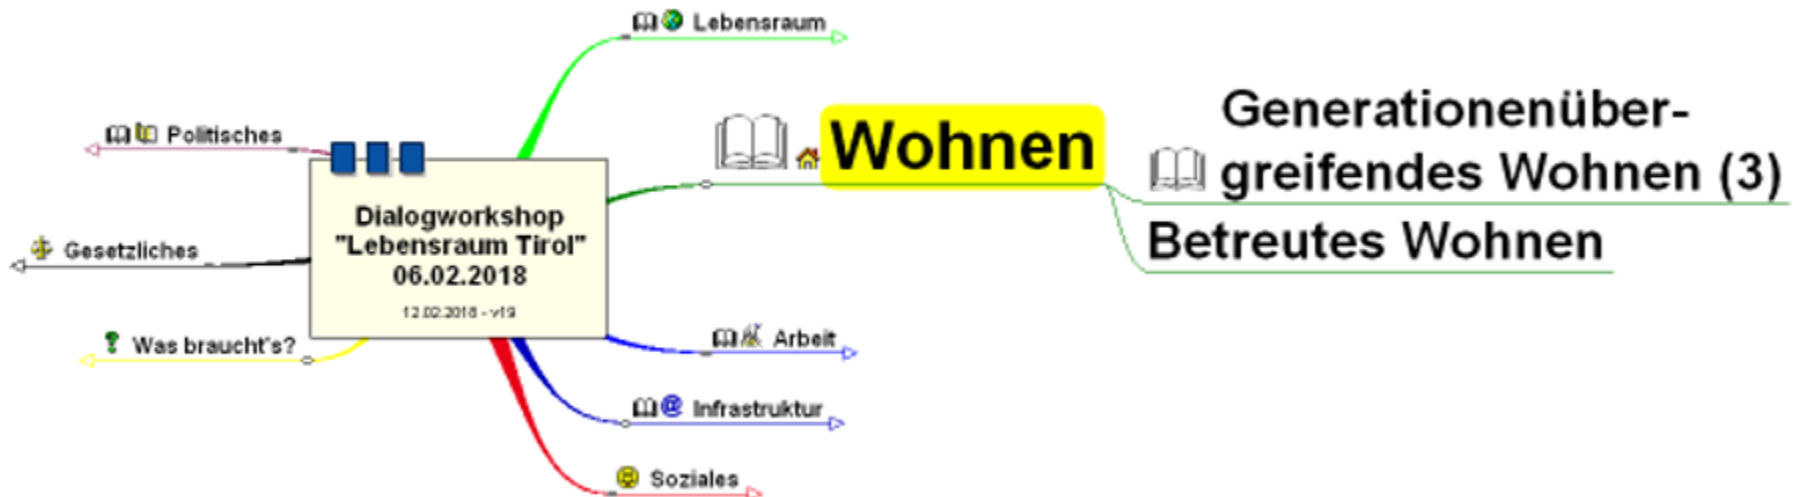 Lebensraum
Wohnen
Generationenüber-
greifendes Wohnen (3)
Betreutes Wohnen
Politisches
Gesetzliches
Was braucht's?
Dialogworkshop
"Lebensraum Tirol"
06.02.2018
12.02.2018 - v19
Arbeit
@ Infrastruktur
Soziales